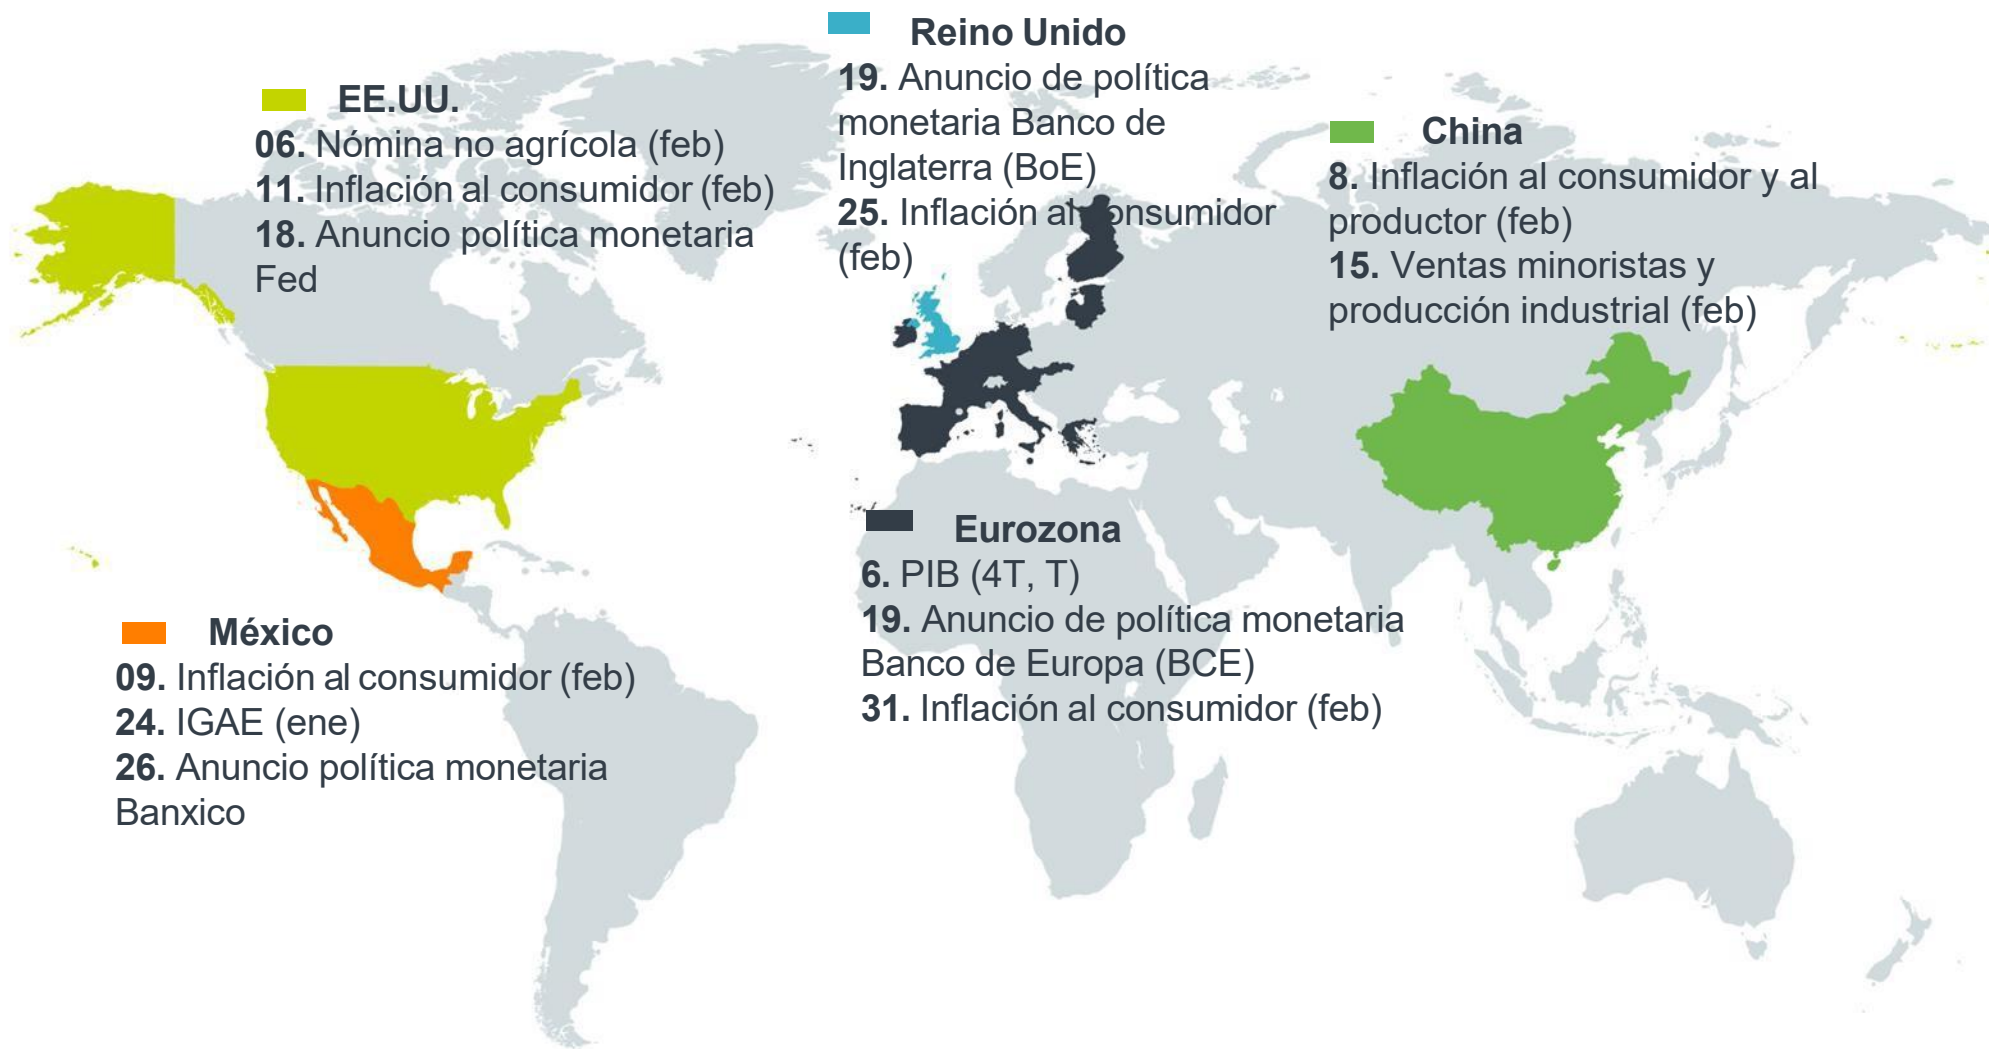 EE.UU.
06. Nómina no agrícola (feb)
11. Inflación al consumidor (feb)
18. Anuncio política monetaria
Fed
Reino Unido
19. Anuncio de política
monetaria Banco de
Inglaterra (BoE)
25. Inflación al consumidor
(feb)
China
8. Inflación al consumidor y al
productor (feb)
15. Ventas minoristas y
producción industrial (feb)
México
09. Inflación al consumidor (feb)
24. IGAE (ene)
26. Anuncio política monetaria
Banxico
Eurozona
6. PIB (4T, T)
19. Anuncio de política monetaria
Banco de Europa (BCE)
31. Inflación al consumidor (feb)